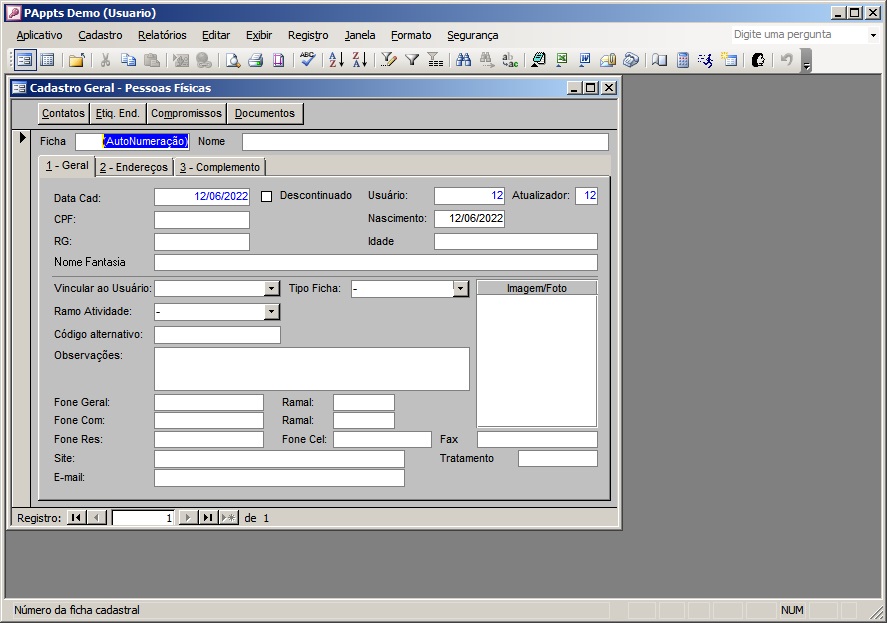 PAppts Demo (Usuario)
Aplicativo Cadastro Relatórios Editar Exibir Registro Janela Formato Segurança Digite uma pergunta
Cadastro Geral - Pessoas Físicas
Contatos Etiq. End. Compromissos Documentos
Ficha (AutoNumeração) Nome
1 - Geral 2 - Endereços 3 - Complemento
Data Cad: 12/06/2022 Descontinuado Usuário: 12 Atualizador: 12
CPF: Nascimento: 12/06/2022
RG: Idade
Nome Fantasia
Vincular ao Usuário: Tipo Ficha: - Imagem/Foto
Ramo Atividade: -
Código alternativo:
Observações:
Fone Geral: Ramal:
Fone Com: Ramal:
Fone Res: Fone Cel: Fax
Site: Tratamento
E-mail:
Registro: 1 de 1
Número da ficha cadastral NUM